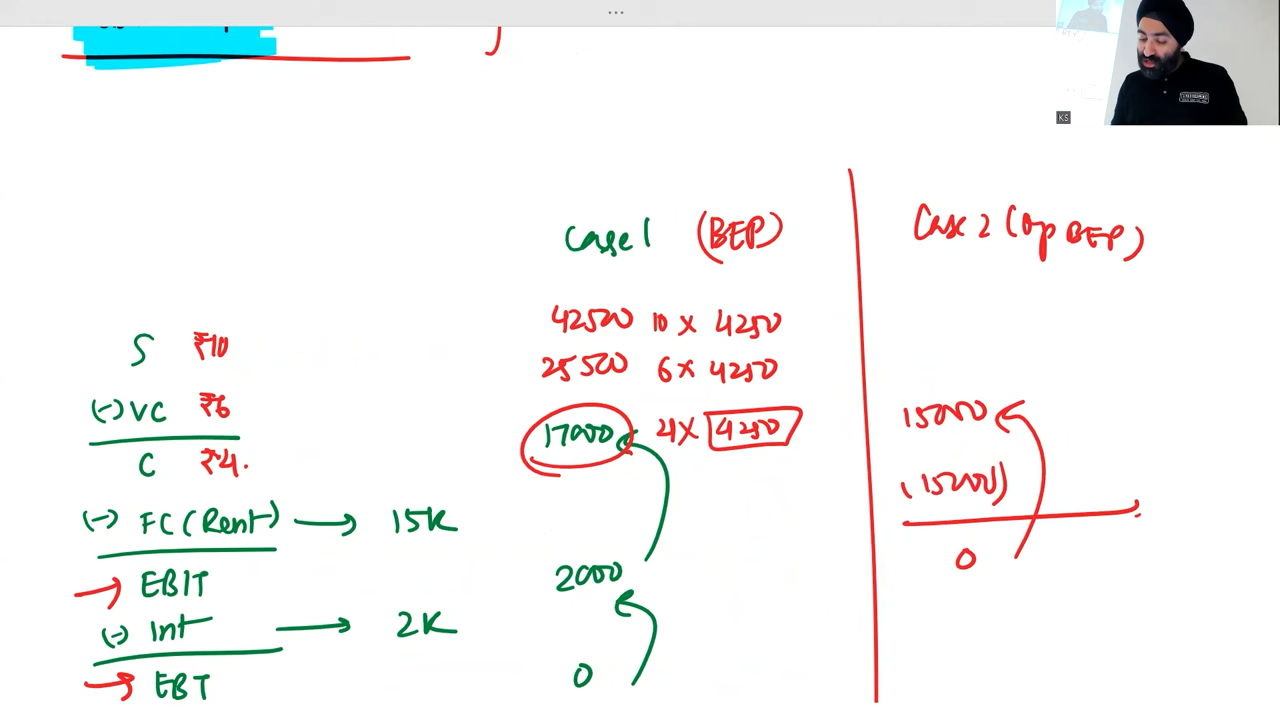 Case 1 (BEP)
Case 2 (Op BEP)
42500 10 × 4250
S ₹10
25500 6 × 4250
(-) VC ₹6
15000
17000 4 × 4250
C ₹4.
(15000)
(-) FC (Rent) → 15K
0
→ EBIT 2000
(-) Int → 2K
→ EBT 0
KS